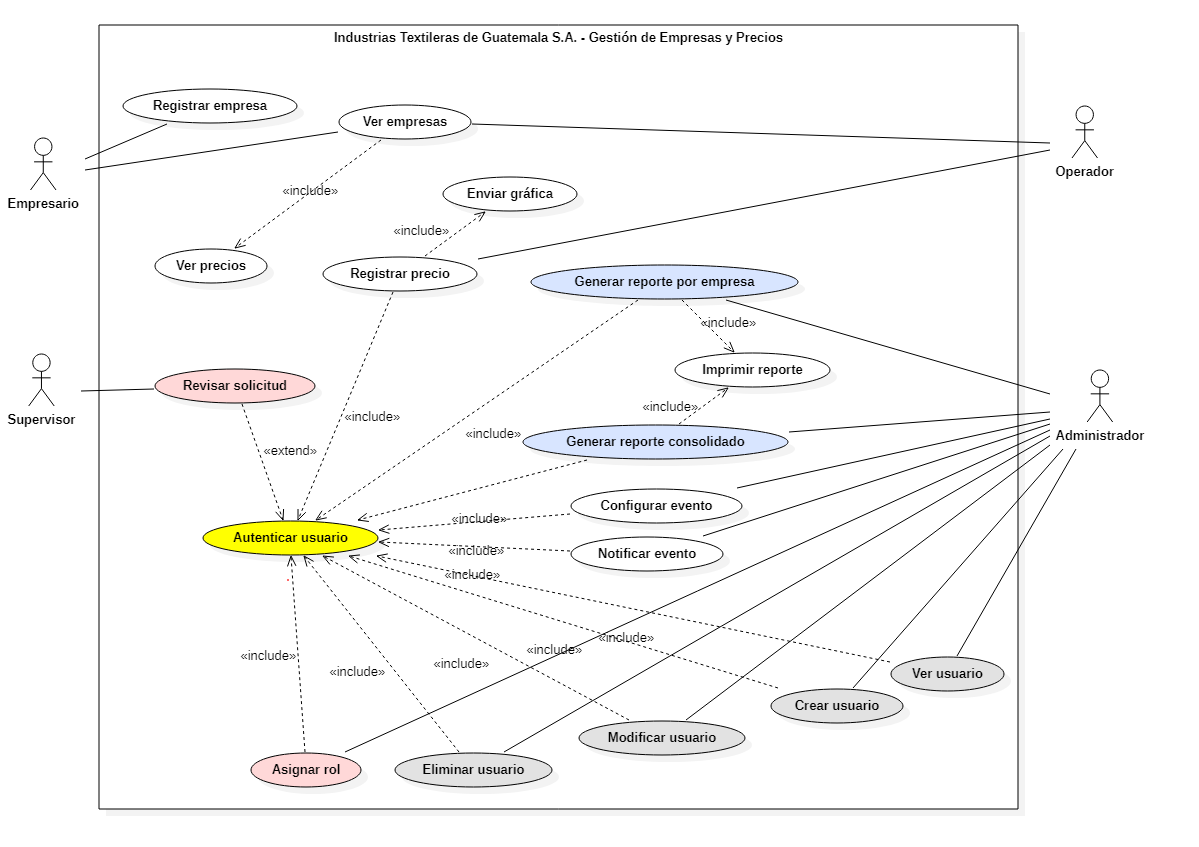 Industrias Textileras de Guatemala S.A. - Gestión de Empresas y Precios
Registrar empresa
Ver empresas
Empresario
Operador
«include»
Enviar gráfica
«include»
Ver precios
Registrar precio
Generar reporte por empresa
«include»
Imprimir reporte
Supervisor
Revisar solicitud
«include»
«include»
«include»
Generar reporte consolidado
Administrador
«extend»
Configurar evento
«include»
Autenticar usuario
Notificar evento
«include»
«include»
«include»
«include»
«include»
«include»
«include»
Ver usuario
Crear usuario
Modificar usuario
Asignar rol
Eliminar usuario